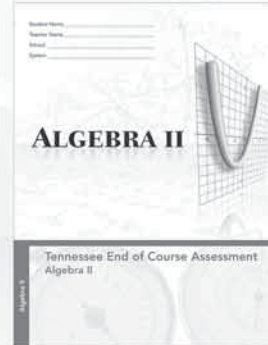 Student Name
Teacher Name
School
System
ALGEBRA II
Tennessee End of Course Assessment
Algebra II
Algebra II